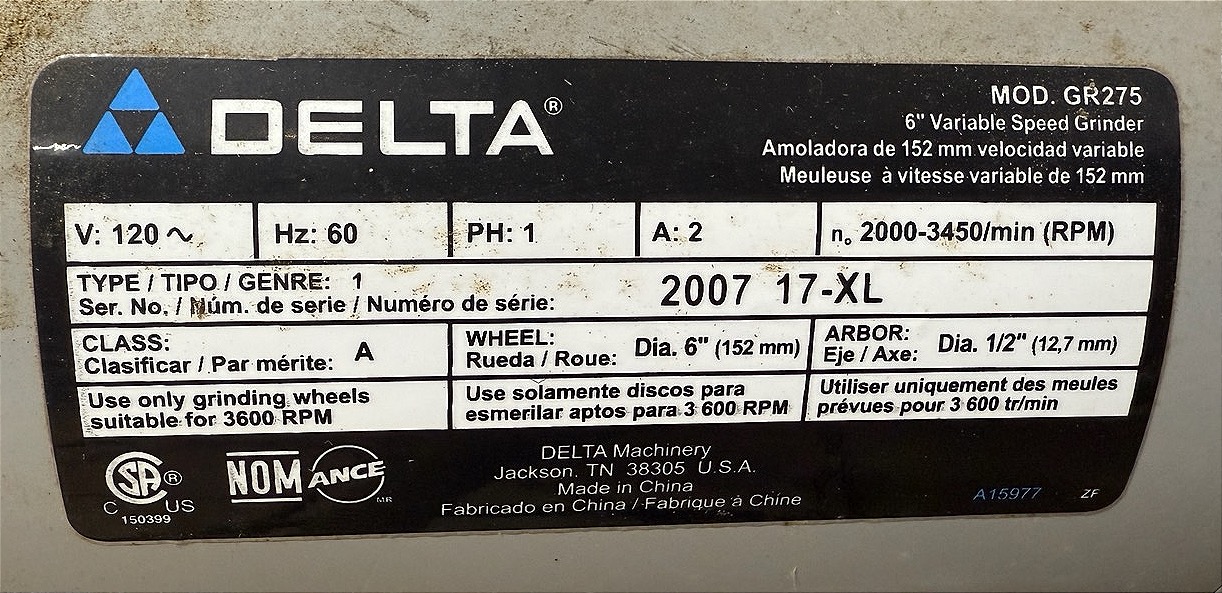 DELTA®
MOD. GR275
6" Variable Speed Grinder
Amoladora de 152 mm velocidad variable
Meuleuse à vitesse variable de 152 mm
V: 120 ~
Hz: 60
PH: 1
A: 2
n₀ 2000-3450/min (RPM)
TYPE / TIPO / GENRE: 1
Ser. No. / Núm. de serie / Numéro de série:
2007 17-XL
CLASS:
Clasificar / Par mérite: A
WHEEL:
Rueda / Roue: Dia. 6" (152 mm)
ARBOR:
Eje / Axe: Dia. 1/2" (12,7 mm)
Use only grinding wheels
suitable for 3600 RPM
Use solamente discos para
esmerilar aptos para 3 600 RPM
Utiliser uniquement des meules
prévues pour 3 600 tr/min
CSA®
C US
150399
NOM ANCE
MR
DELTA Machinery
Jackson, TN 38305 U.S.A.
Made in China
Fabricado en China / Fabrique à Chine
A15977 ZF